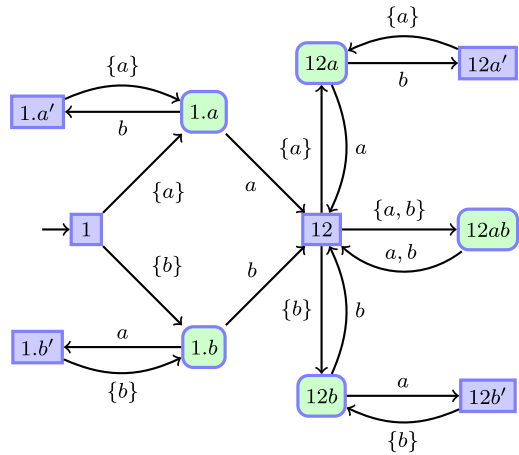 {a}
{a}
12a
12a′
b
1.a′
1.a
b
{a}
a
a
{a}
{a, b}
1
12
12ab
a, b
{b}
b
{b}
b
a
1.b′
1.b
{b}
12b
a
12b′
{b}